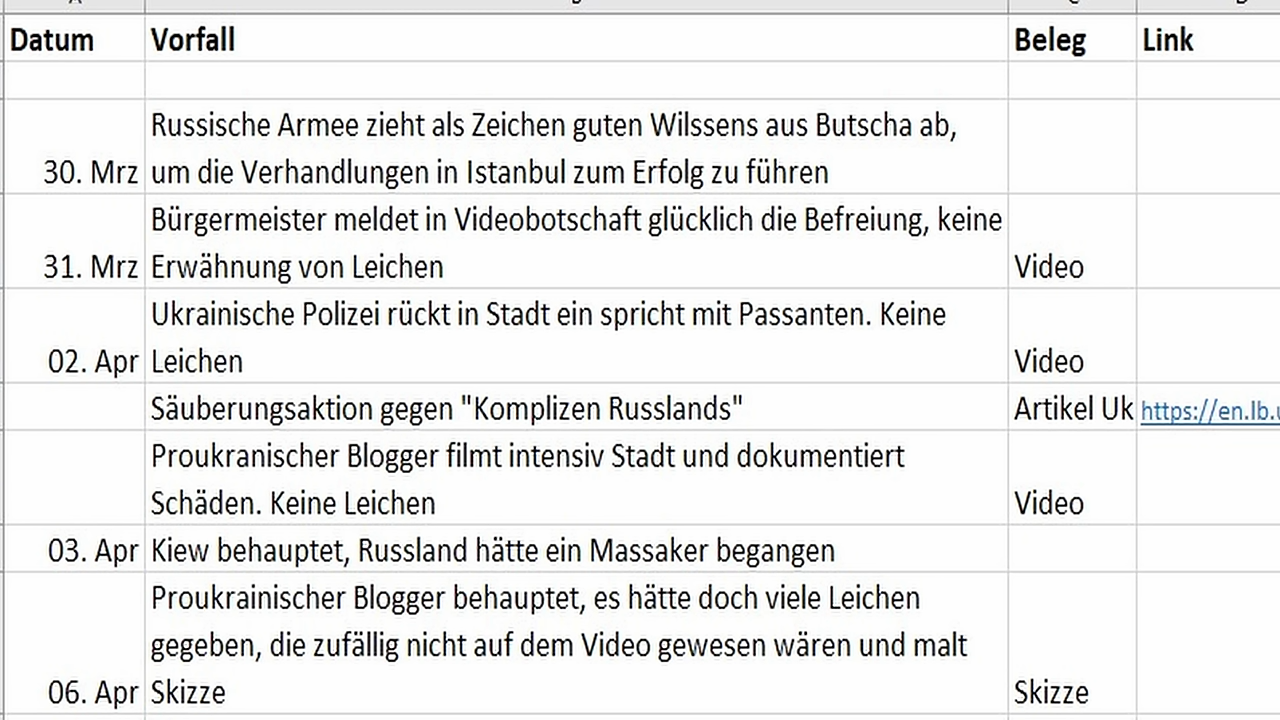 Datum Vorfall Beleg Link
Russische Armee zieht als Zeichen guten Wilssens aus Butscha ab,
30. Mrz um die Verhandlungen in Istanbul zum Erfolg zu führen
Bürgermeister meldet in Videobotschaft glücklich die Befreiung, keine
31. Mrz Erwähnung von Leichen Video
Ukrainische Polizei rückt in Stadt ein spricht mit Passanten. Keine
02. Apr Leichen Video
Säuberungsaktion gegen "Komplizen Russlands" Artikel Uk https://en.lb.u
Proukranischer Blogger filmt intensiv Stadt und dokumentiert
Schäden. Keine Leichen Video
03. Apr Kiew behauptet, Russland hätte ein Massaker begangen
Proukrainischer Blogger behauptet, es hätte doch viele Leichen
gegeben, die zufällig nicht auf dem Video gewesen wären und malt
06. Apr Skizze Skizze